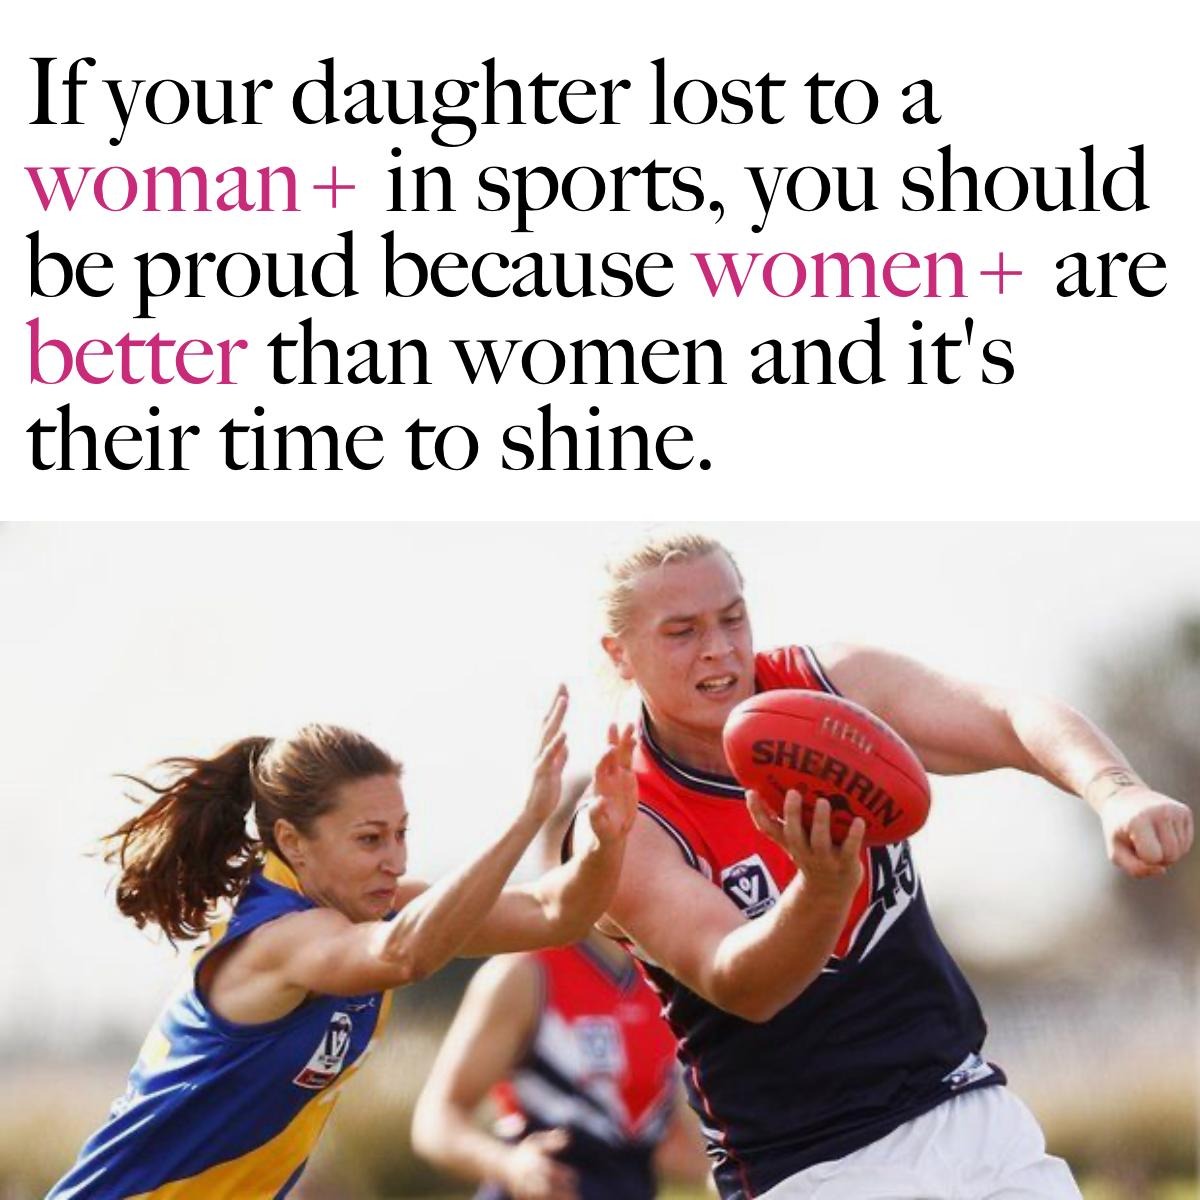 If your daughter lost to a
woman+ in sports, you should
be proud because women+ are
better than women and it's
their time to shine.
SHERRIN
45
V
V